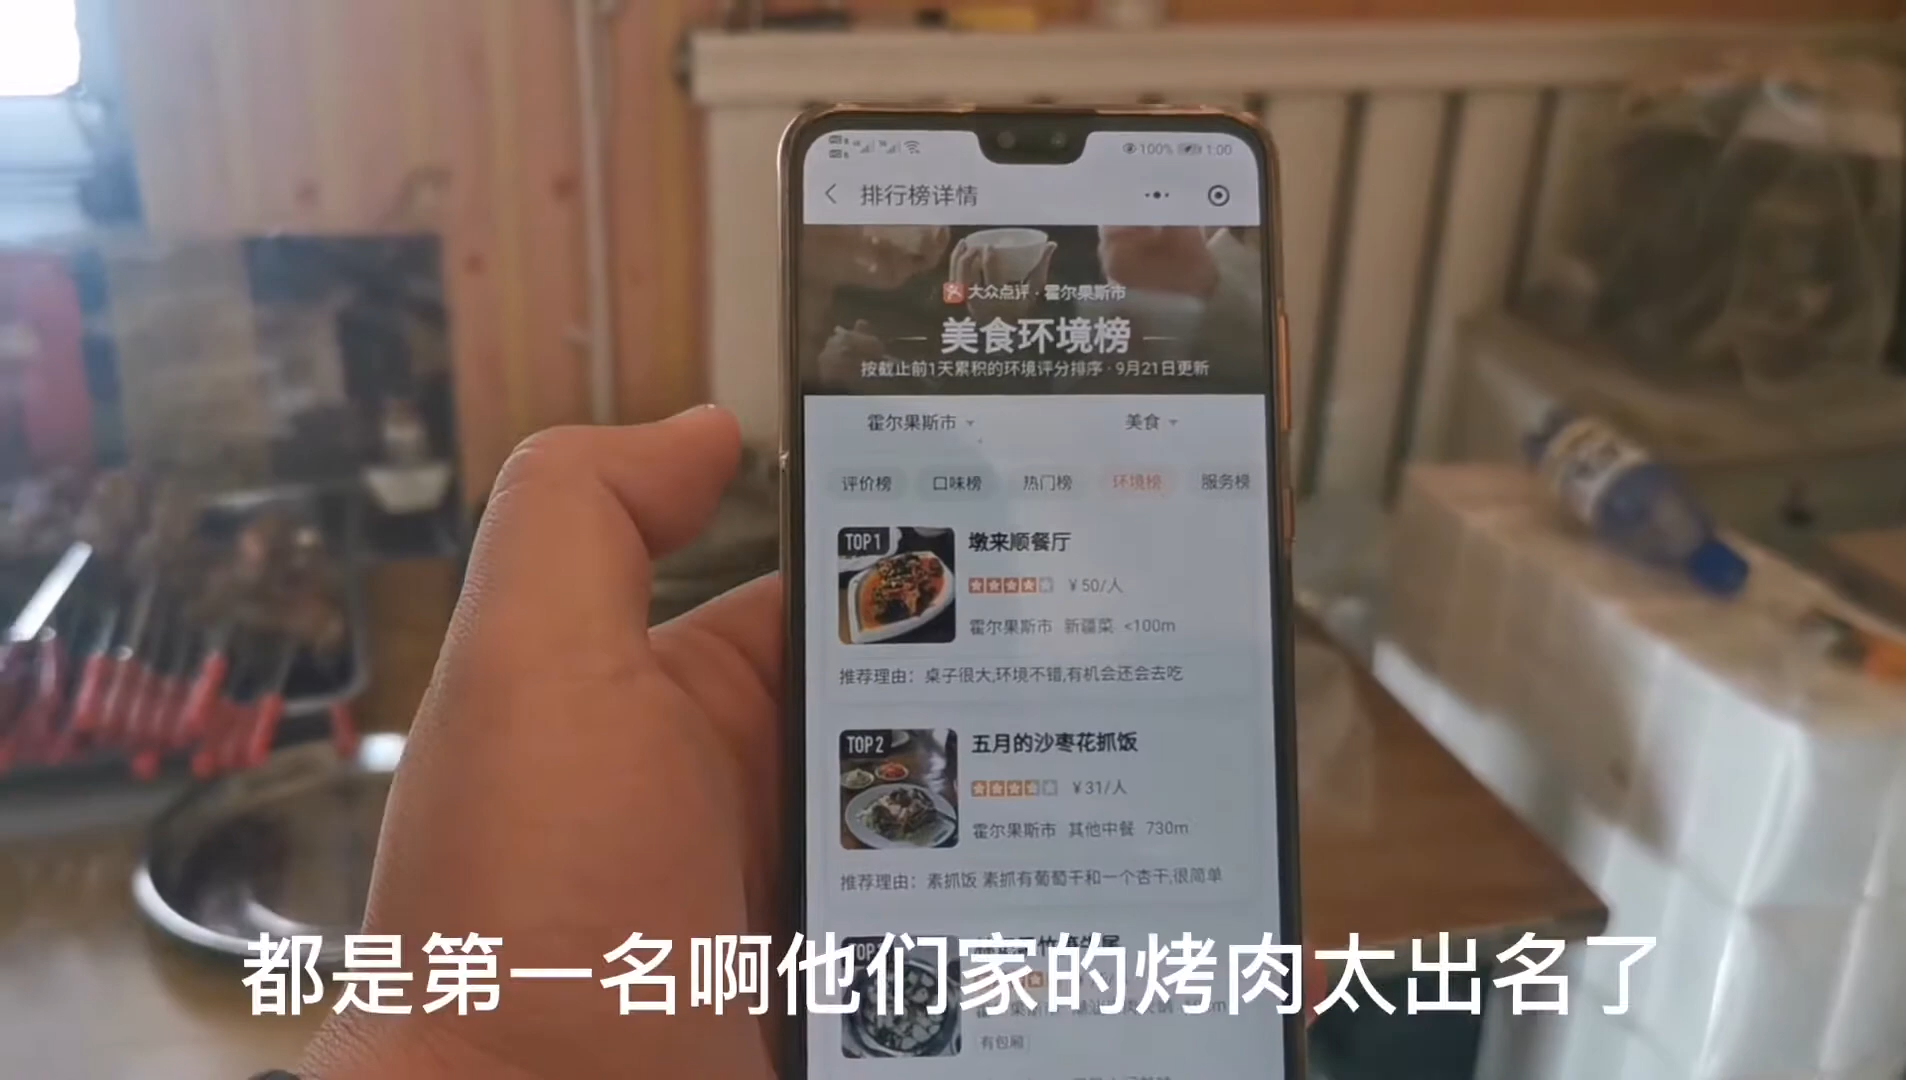 100% 1:00
排行榜详情
大众点评·霍尔果斯市
美食环境榜
按截止前1天累积的环境评分排序·9月21日更新
霍尔果斯市 美食
评价榜 口味榜 热门榜 环境榜 服务榜
TOP1 墩来顺餐厅
¥50/人
霍尔果斯市 新疆菜 <100m
推荐理由：桌子很大,环境不错,有机会还会去吃
TOP2 五月的沙枣花抓饭
¥31/人
霍尔果斯市 其他中餐 730m
推荐理由：素抓饭 素抓有葡萄干和一个杏干,很简单
都是第一名啊他们家的烤肉太出名了
有包厢